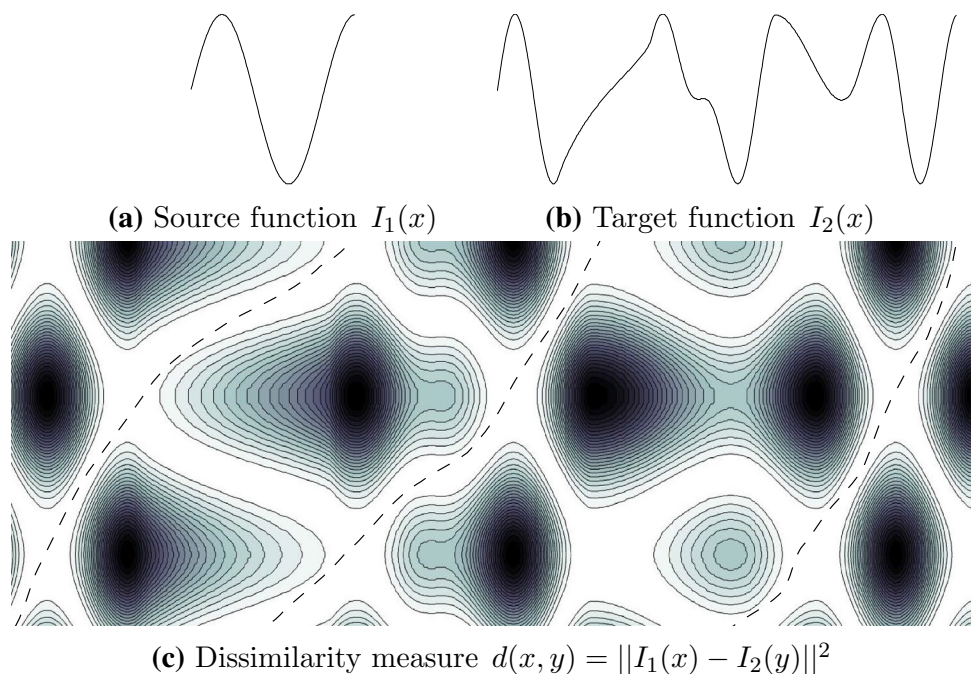 (a) Source function I₁(x)
(b) Target function I₂(x)
(c) Dissimilarity measure d(x, y) = ||I₁(x) − I₂(y)||²